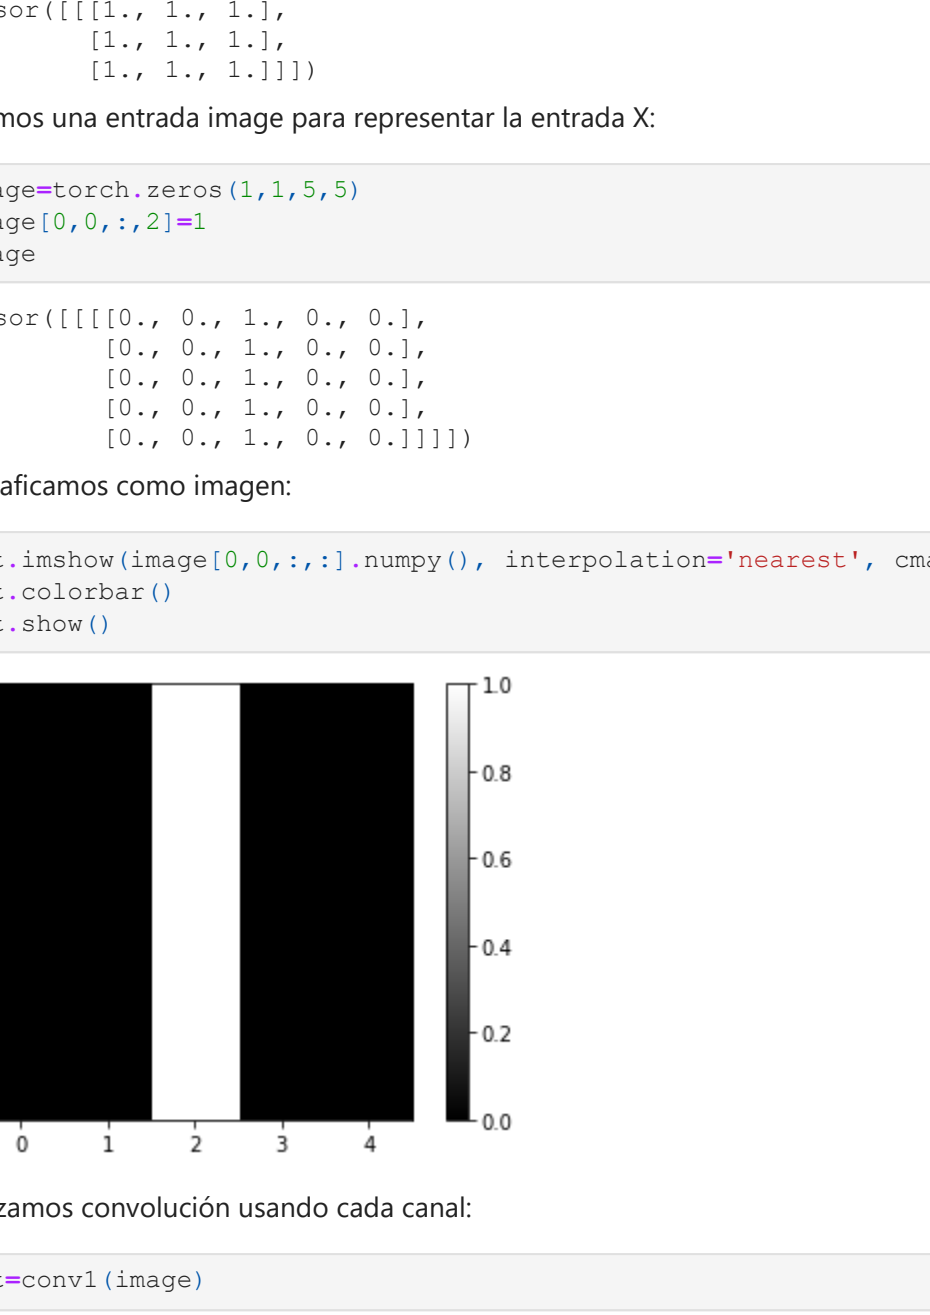 sor([[[1., 1., 1.],
[1., 1., 1.],
[1., 1., 1.]]])
mos una entrada image para representar la entrada X:
age=torch.zeros(1,1,5,5)
age[0,0,:,2]=1
age
sor([[[[0., 0., 1., 0., 0.],
[0., 0., 1., 0., 0.],
[0., 0., 1., 0., 0.],
[0., 0., 1., 0., 0.],
[0., 0., 1., 0., 0.]]]])
aficamos como imagen:
t.imshow(image[0,0,:,:].numpy(), interpolation='nearest', cma
t.colorbar()
t.show()
1.0
0.8
0.6
0.4
0.2
0.0
0 1 2 3 4
zamos convolución usando cada canal:
t=conv1(image)